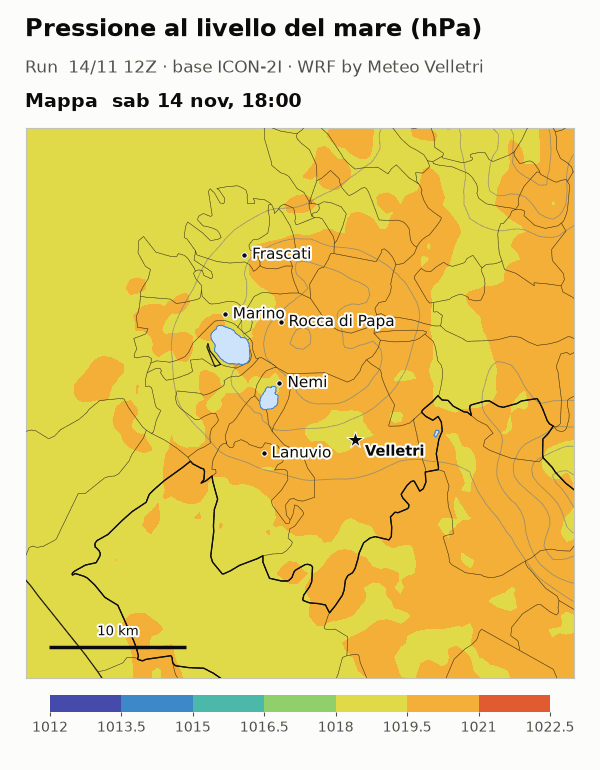 Pressione al livello del mare (hPa)
Run  14/11 12Z · base ICON-2I · WRF by Meteo Velletri
Mappa  sab 14 nov, 18:00
Frascati
Marino
Rocca di Papa
Nemi
Velletri
Lanuvio
10 km
1012 1013.5 1015 1016.5 1018 1019.5 1021 1022.5